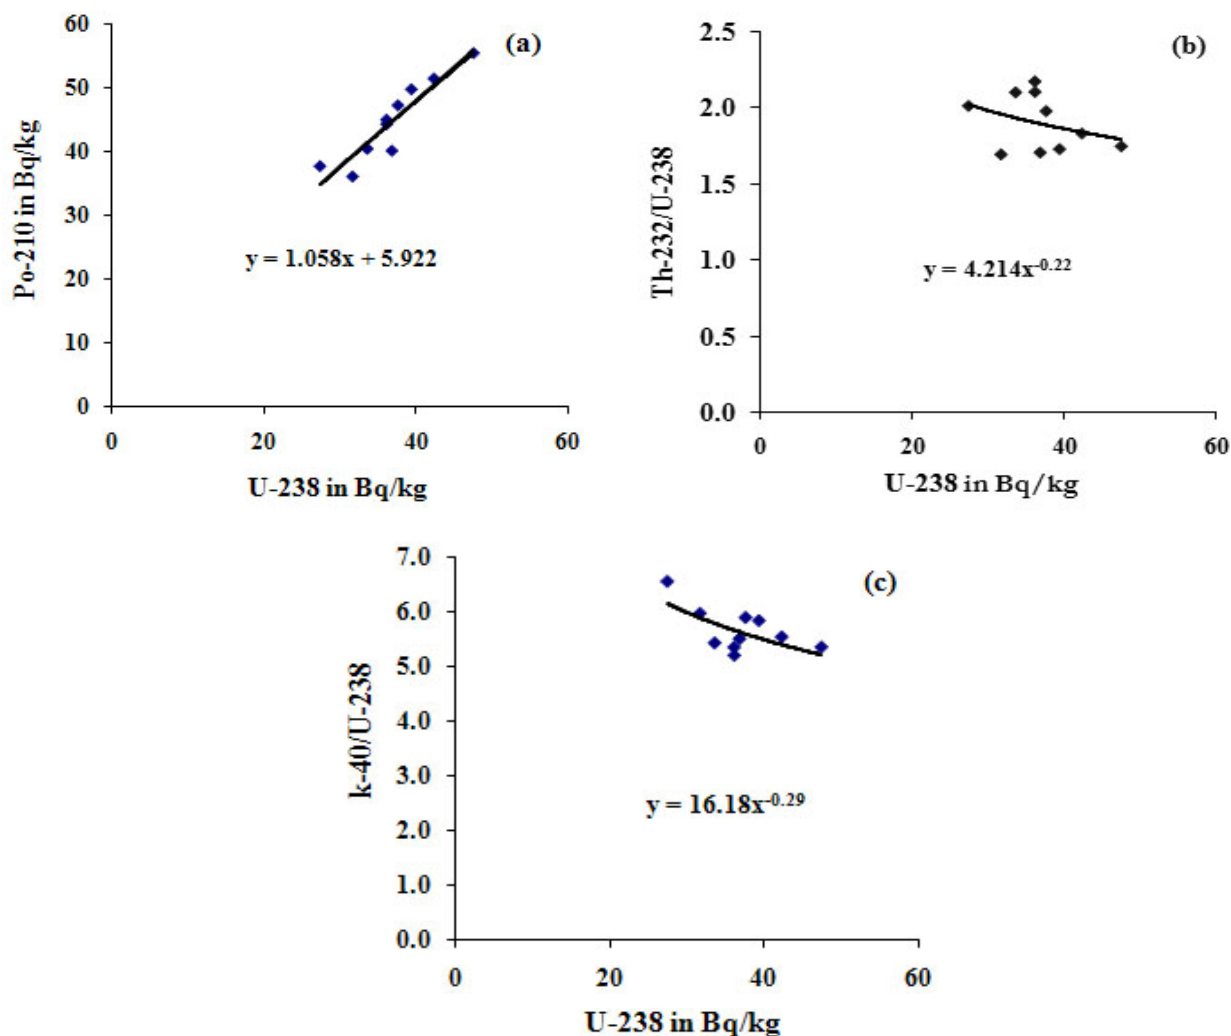 (a)
Po-210 in Bq/kg
60
50
40
30
20
10
0
y = 1.058x + 5.922
0 20 40 60
U-238 in Bq/kg
(b)
Th-232/U-238
2.5
2.0
1.5
1.0
0.5
0.0
y = 4.214x^-0.22
0 20 40 60
U-238 in Bq/kg
(c)
k-40/U-238
7.0
6.0
5.0
4.0
3.0
2.0
1.0
0.0
y = 16.18x^-0.29
0 20 40 60
U-238 in Bq/kg